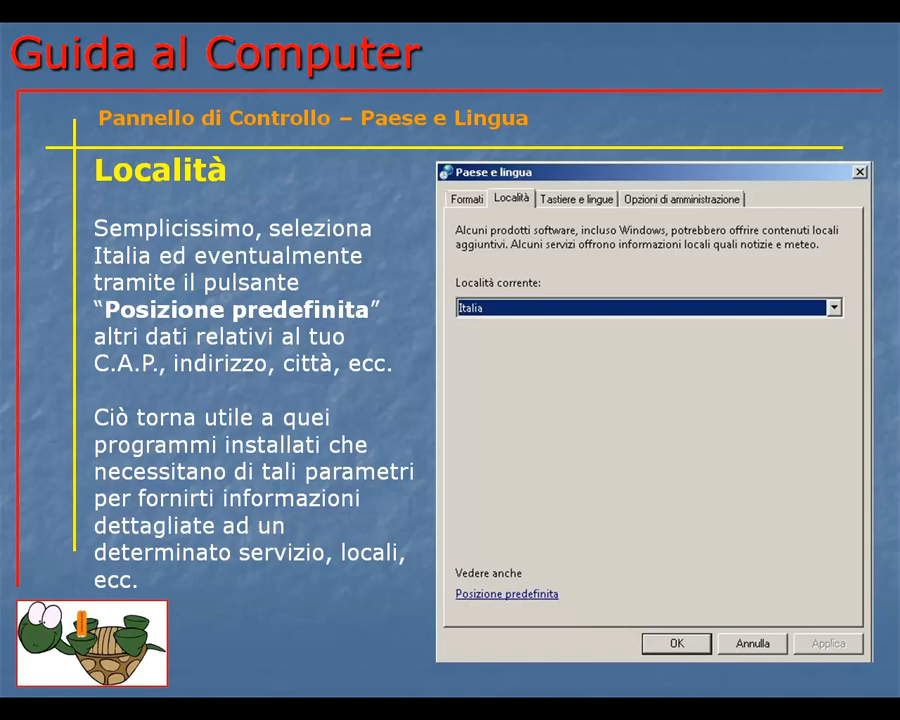 Guida al Computer
Pannello di Controllo – Paese e Lingua
Località
Semplicissimo, seleziona
Italia ed eventualmente
tramite il pulsante
“Posizione predefinita”
altri dati relativi al tuo
C.A.P., indirizzo, città, ecc.
Ciò torna utile a quei
programmi installati che
necessitano di tali parametri
per fornirti informazioni
dettagliate ad un
determinato servizio, locali,
ecc.
Paese e lingua
Formati Località Tastiere e lingue Opzioni di amministrazione
Alcuni prodotti software, incluso Windows, potrebbero offrire contenuti locali
aggiuntivi. Alcuni servizi offrono informazioni locali quali notizie e meteo.
Località corrente:
Italia
Vedere anche
Posizione predefinita
OK Annulla Applica